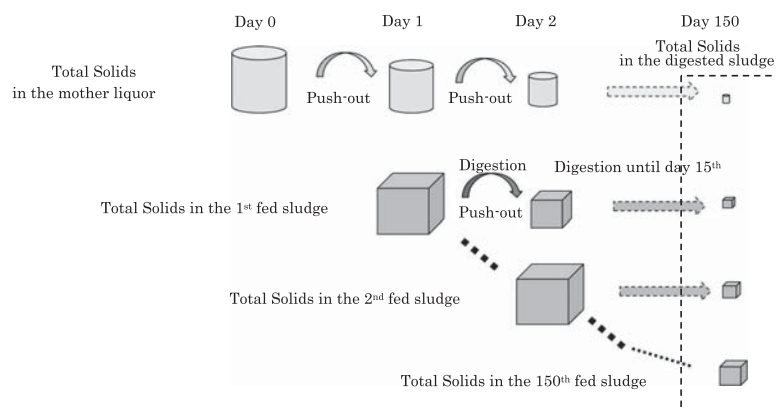 Day 0
Day 1
Day 2
Day 150
Total Solids
in the digested sludge
Total Solids
in the mother liquor
Push-out
Push-out
Digestion
Digestion until day 15th
Total Solids in the 1st fed sludge
Push-out
Total Solids in the 2nd fed sludge
Total Solids in the 150th fed sludge